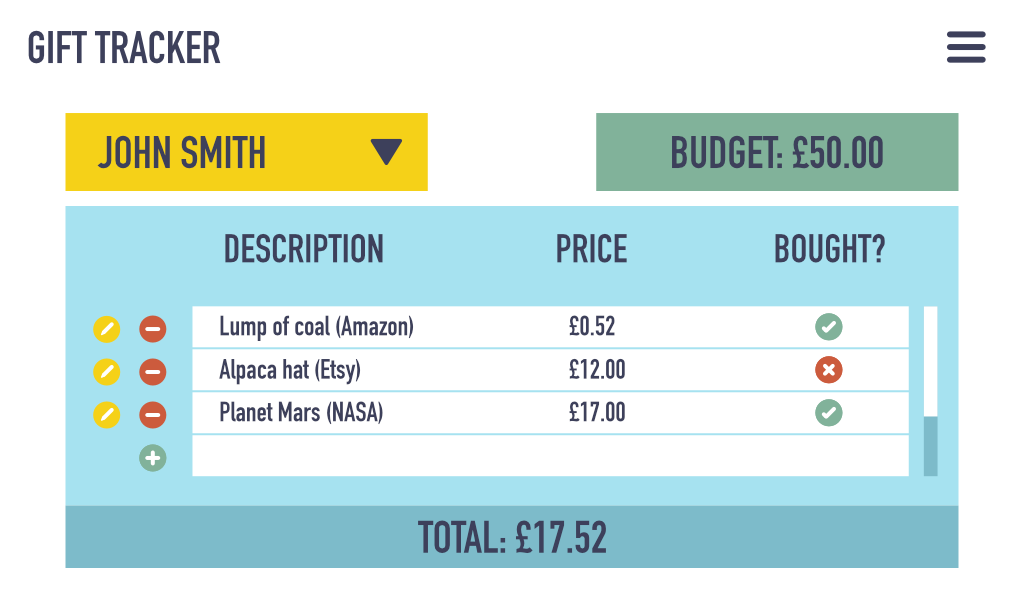 GIFT TRACKER
JOHN SMITH
BUDGET: £50.00
DESCRIPTION PRICE BOUGHT?
Lump of coal (Amazon) £0.52
Alpaca hat (Etsy) £12.00
Planet Mars (NASA) £17.00
TOTAL: £17.52